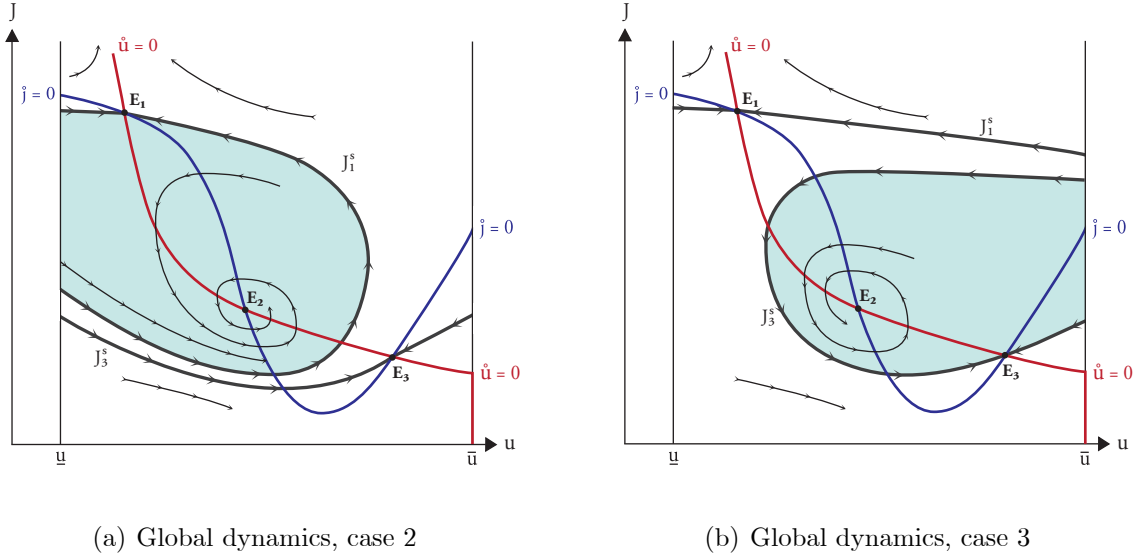 J
ů = 0
j̊ = 0
E₁
J₁ˢ
j̊ = 0
E₂
J₃ˢ
E₃
ů = 0
u
u̲
ū
(a) Global dynamics, case 2
J
ů = 0
j̊ = 0
E₁
J₁ˢ
j̊ = 0
E₂
J₃ˢ
E₃
ů = 0
u
u̲
ū
(b) Global dynamics, case 3